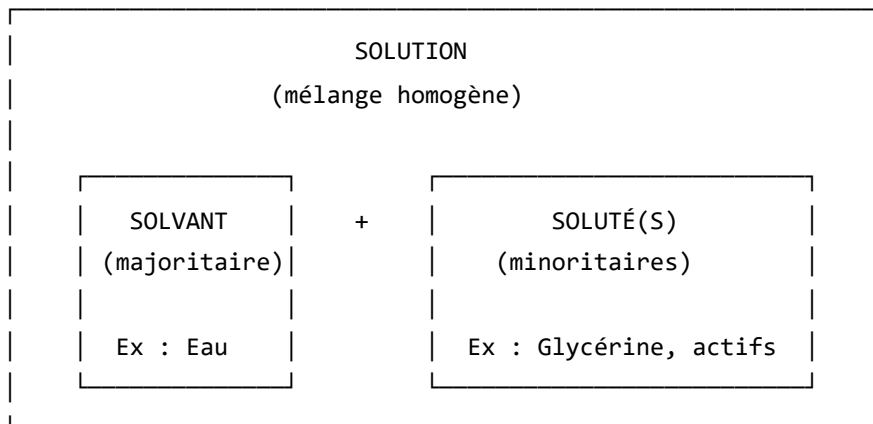 SOLUTION
(mélange homogène)
SOLVANT + SOLUTÉ(S)
(majoritaire) (minoritaires)
Ex : Eau Ex : Glycérine, actifs